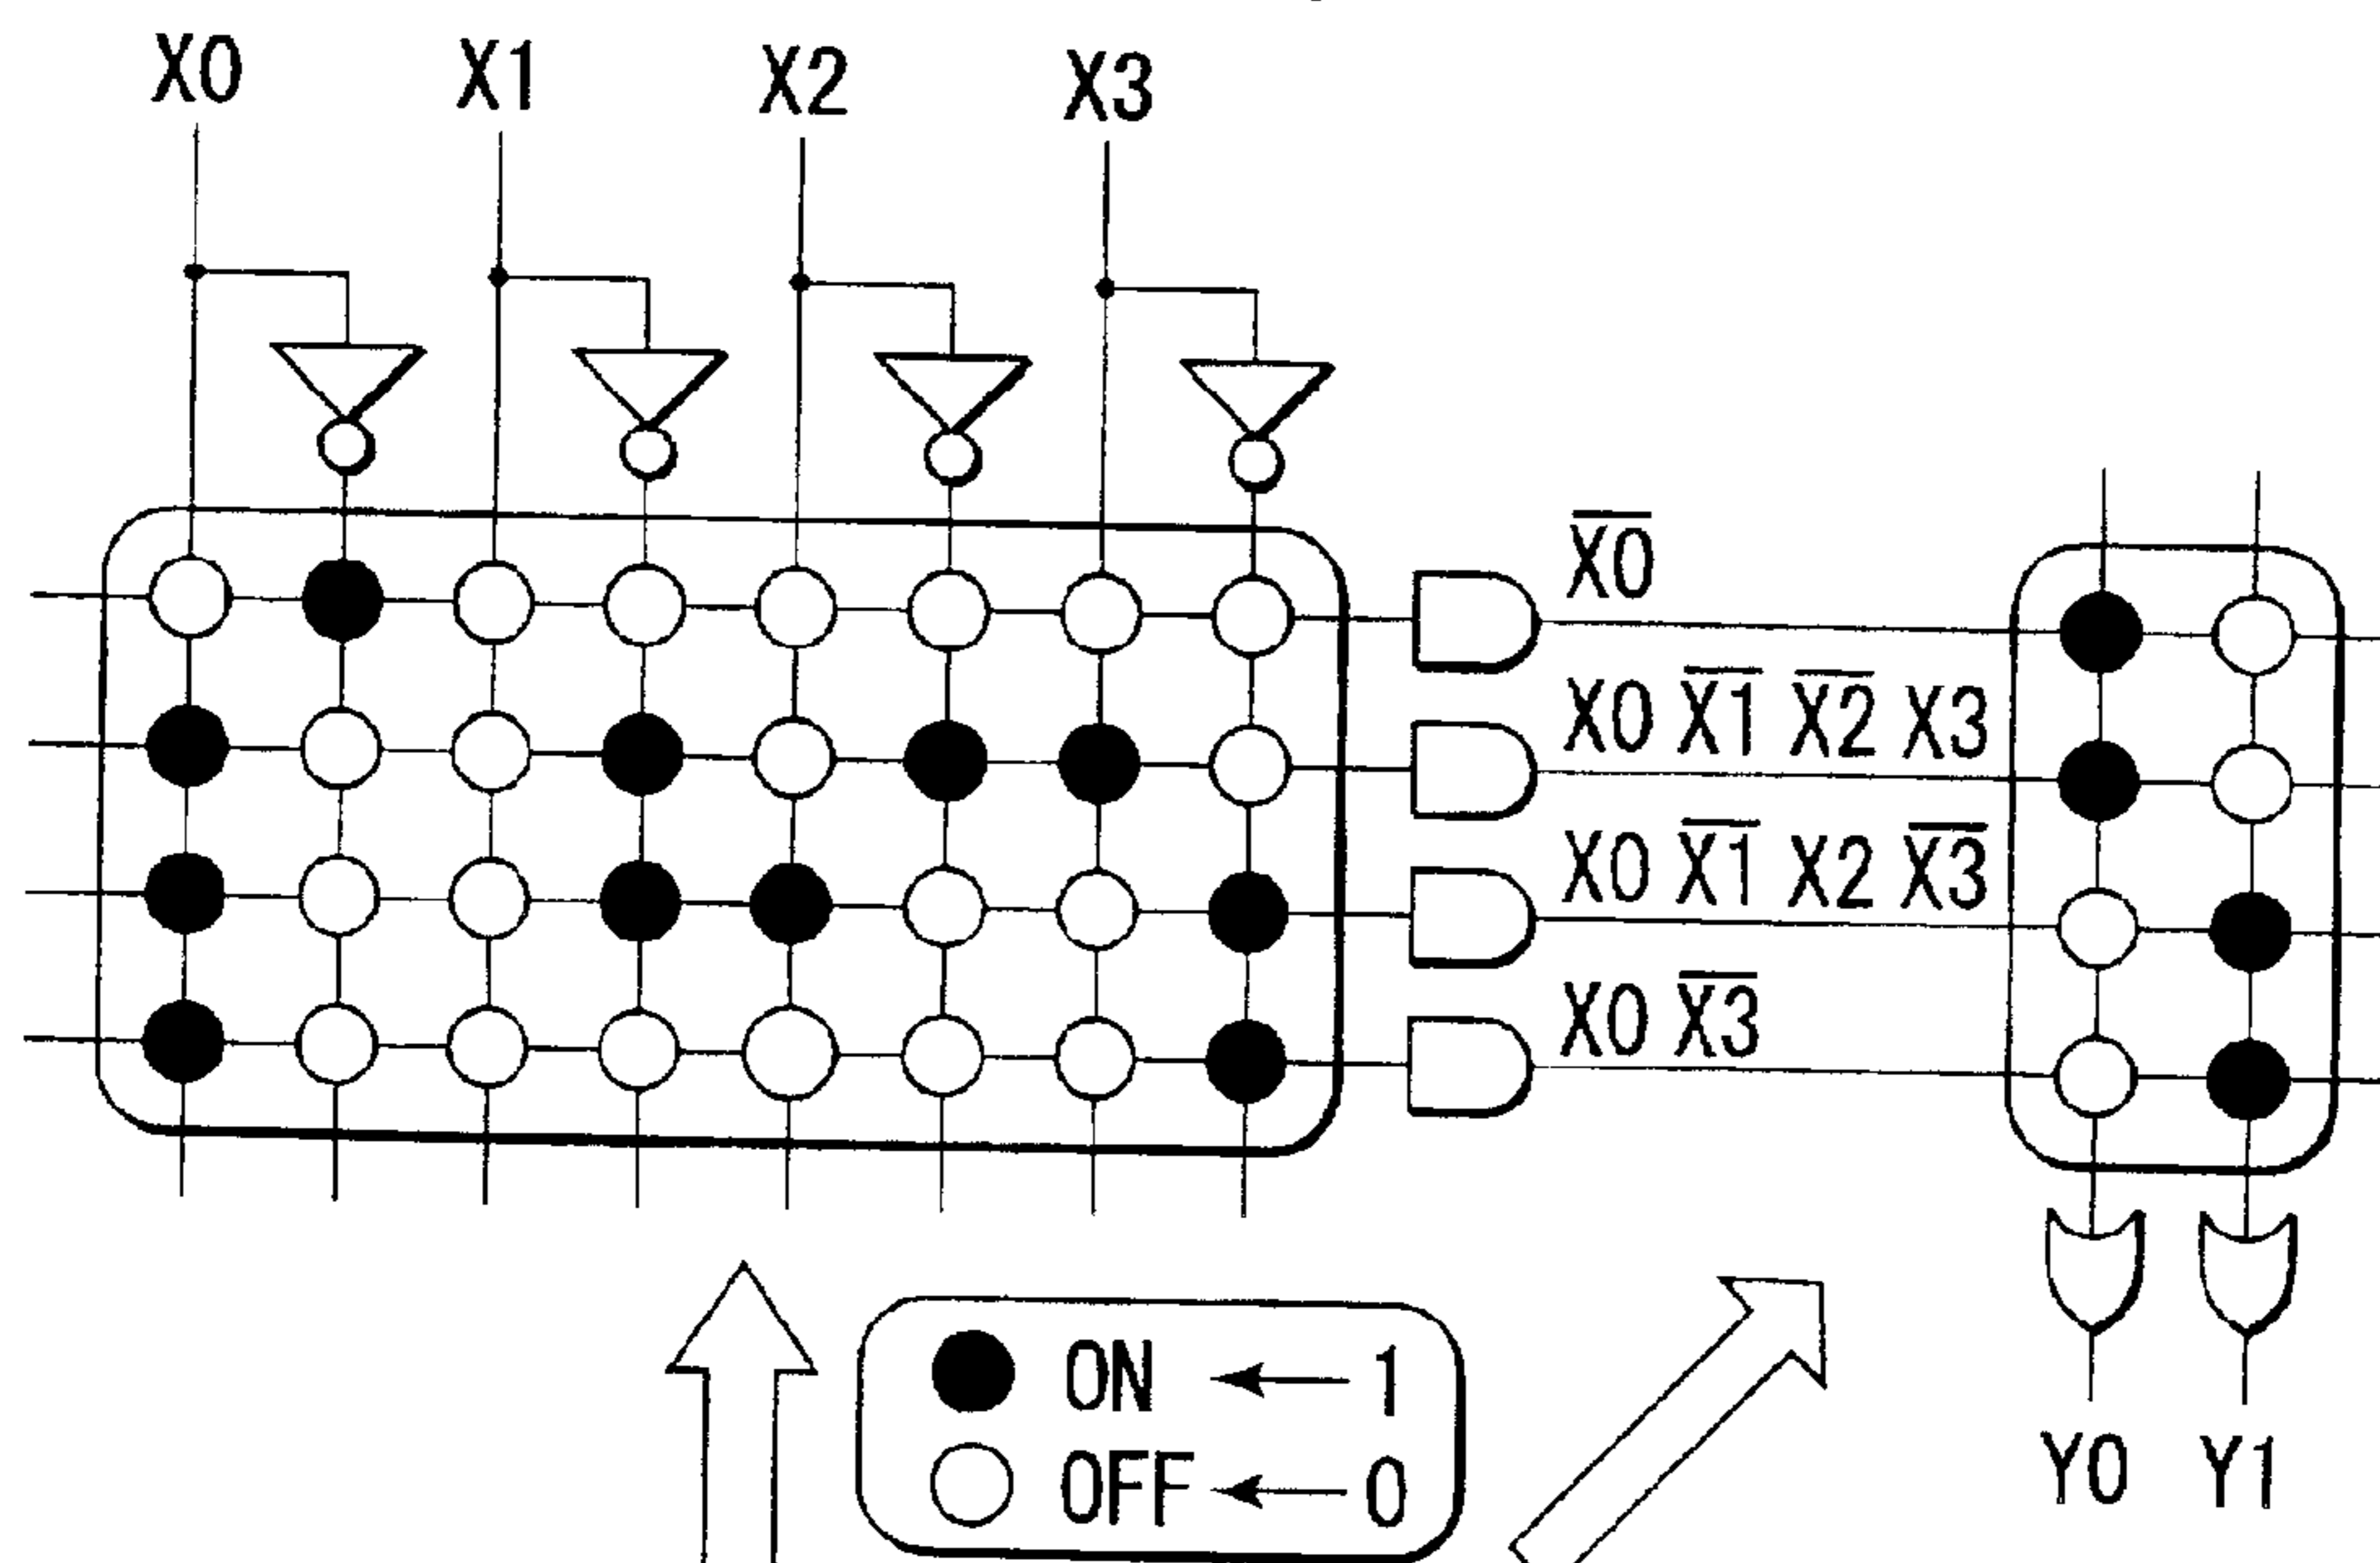 X0 X1 X2 X3
X̅0̅
X0 X̅1̅ X̅2̅ X3
X0 X̅1̅ X2 X̅3̅
X0 X̅3̅
ON ← 1
OFF ← 0
Y0 Y1